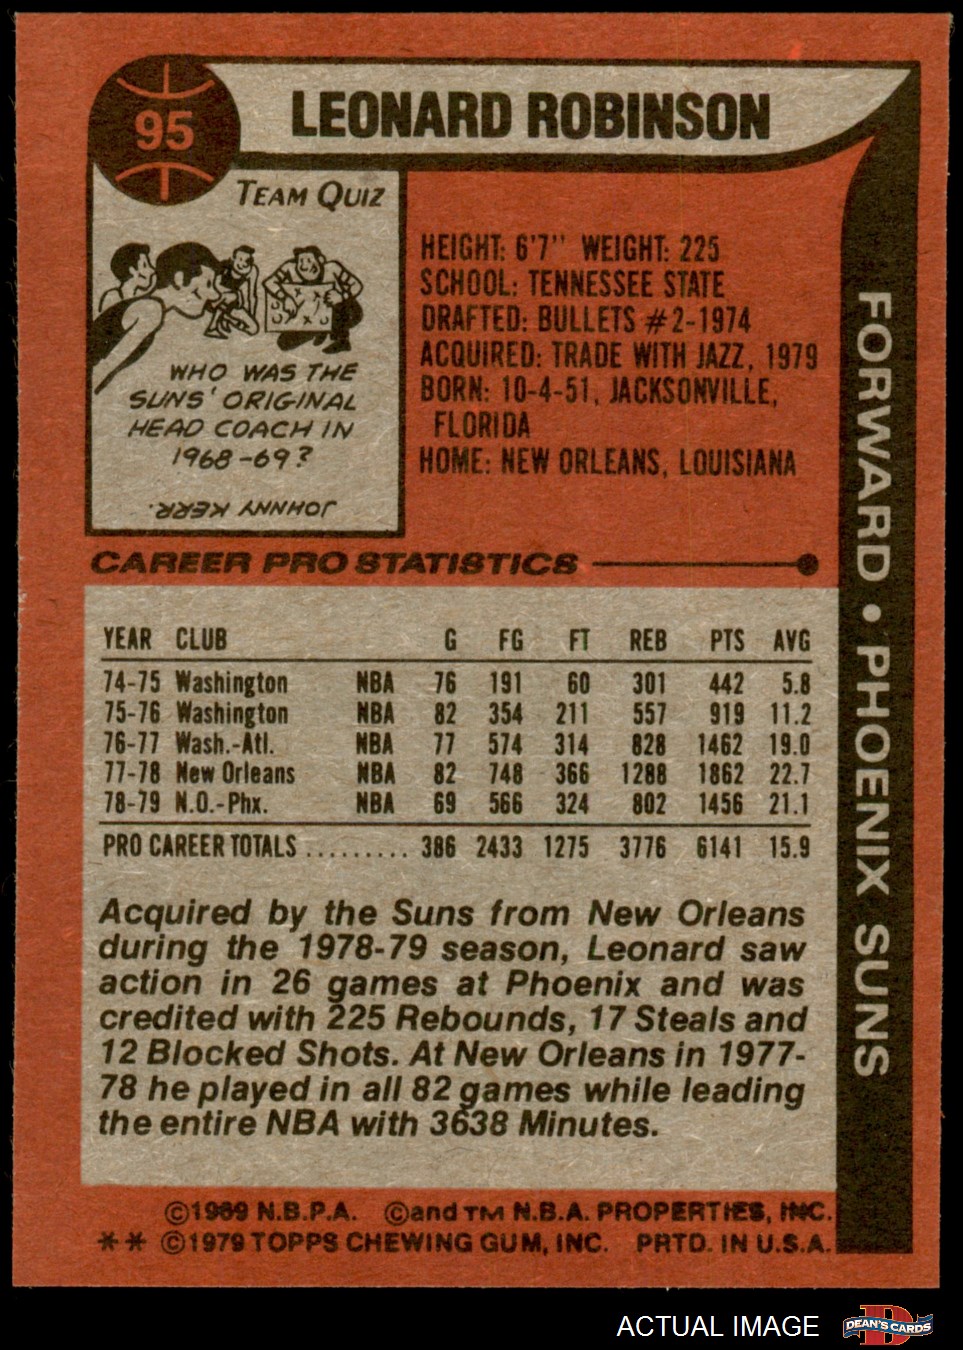 95
LEONARD ROBINSON
TEAM QUIZ
WHO WAS THE
SUNS' ORIGINAL
HEAD COACH IN
1968-69?
JOHNNY KERR.
HEIGHT: 6'7" WEIGHT: 225
SCHOOL: TENNESSEE STATE
DRAFTED: BULLETS #2-1974
ACQUIRED: TRADE WITH JAZZ, 1979
BORN: 10-4-51, JACKSONVILLE,
FLORIDA
HOME: NEW ORLEANS, LOUISIANA
FORWARD • PHOENIX SUNS
CAREER PRO STATISTICS
YEAR CLUB G FG FT REB PTS AVG
74-75 Washington NBA 76 191 60 301 442 5.8
75-76 Washington NBA 82 354 211 557 919 11.2
76-77 Wash.-Atl. NBA 77 574 314 828 1462 19.0
77-78 New Orleans NBA 82 748 366 1288 1862 22.7
78-79 N.O.-Phx. NBA 69 566 324 802 1456 21.1
PRO CAREER TOTALS ......... 386 2433 1275 3776 6141 15.9
Acquired by the Suns from New Orleans
during the 1978-79 season, Leonard saw
action in 26 games at Phoenix and was
credited with 225 Rebounds, 17 Steals and
12 Blocked Shots. At New Orleans in 1977-
78 he played in all 82 games while leading
the entire NBA with 3638 Minutes.
©1969 N.B.P.A. ©and TM N.B.A. PROPERTIES, INC.
** ©1979 TOPPS CHEWING GUM, INC. PRTD. IN U.S.A.
ACTUAL IMAGE
D
DEAN'S CARDS